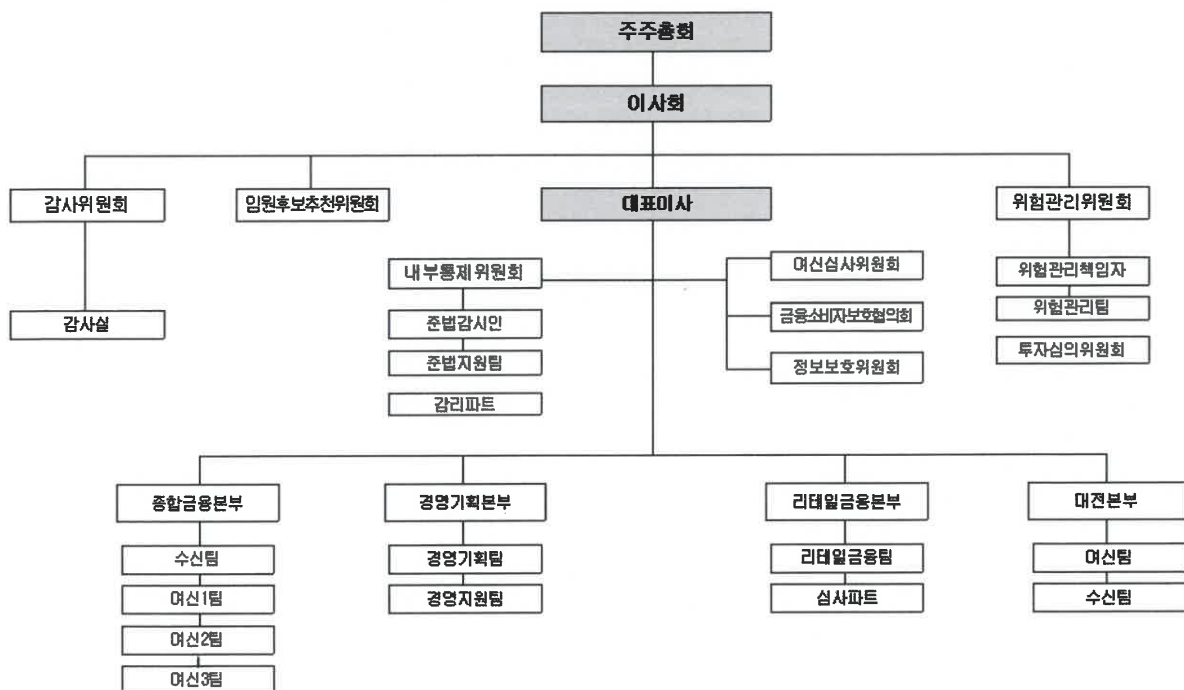 주주총회
이사회
감사위원회
임원후보추천위원회
대표이사
위험관리위원회
내부통제위원회
여신심사위원회
위험관리책임자
준법감시인
금융소비자보호협의회
위험관리팀
감사실
준법지원팀
정보보호위원회
투자심의위원회
감리파트
종합금융본부
경영기획본부
리테일금융본부
대전본부
수신팀
경영기획팀
리테일금융팀
여신팀
여신1팀
경영지원팀
심사파트
수신팀
여신2팀
여신3팀